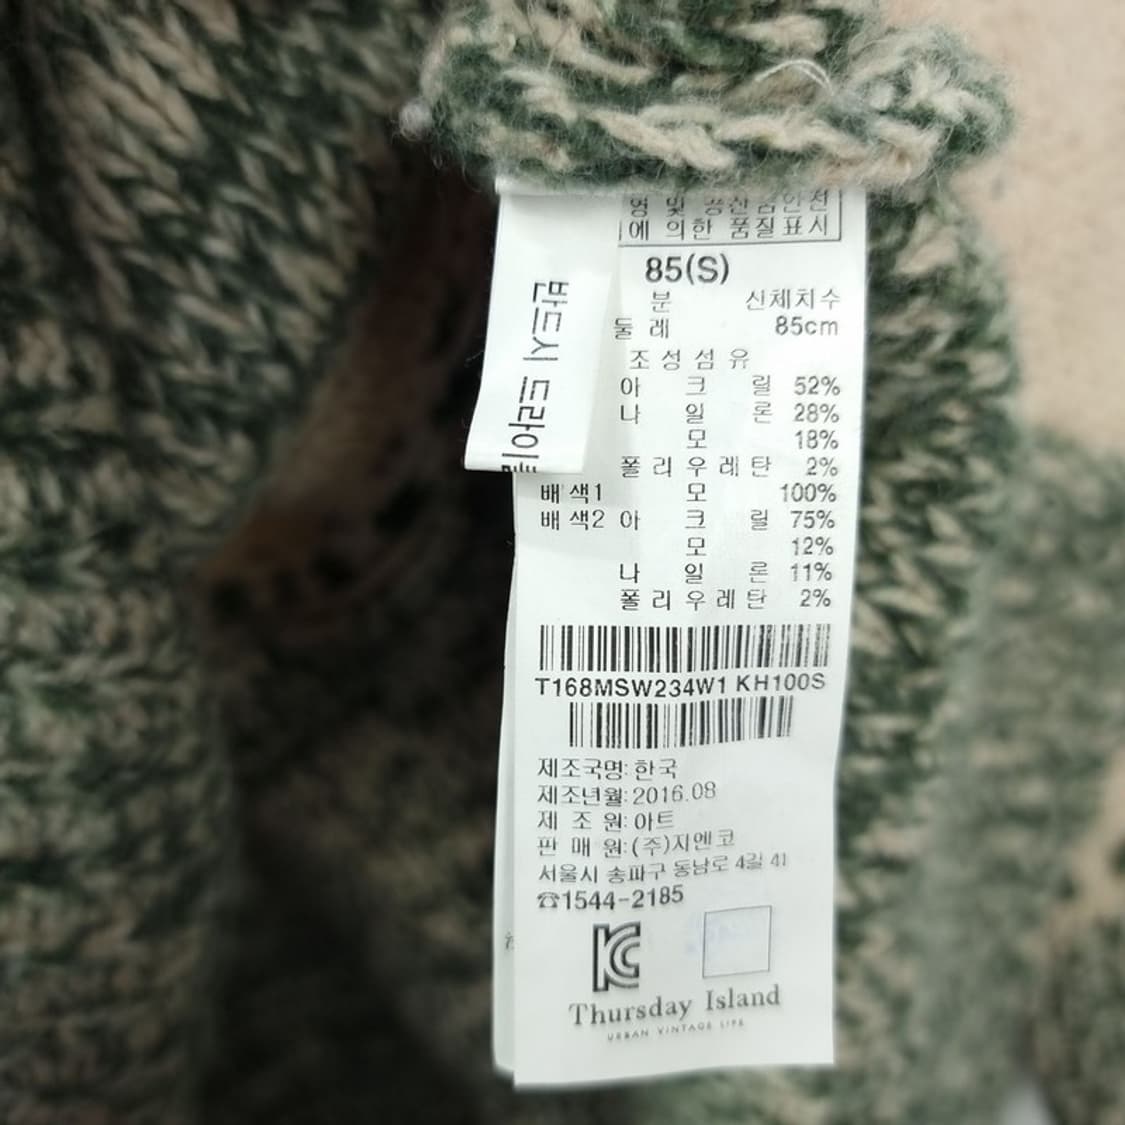 에 의한 품질표시
85(S)
분 신체치수
둘 레 85cm
조 성 섬 유
아 크 릴 52%
나 일 론 28%
모 18%
폴 리 우 레 탄 2%
배색1 모 100%
배색2 아 크 릴 75%
모 12%
나 일 론 11%
폴 리 우 레 탄 2%
T168MSW234W1 KH100S
제조국명: 한국
제조년월: 2016.08
제 조 원: 아트
판 매 원: (주)지엔코
서울시 송파구 동남로 4길 41
☎1544-2185
KC
Thursday Island
URBAN VINTAGE LIFE
반드시 드라이